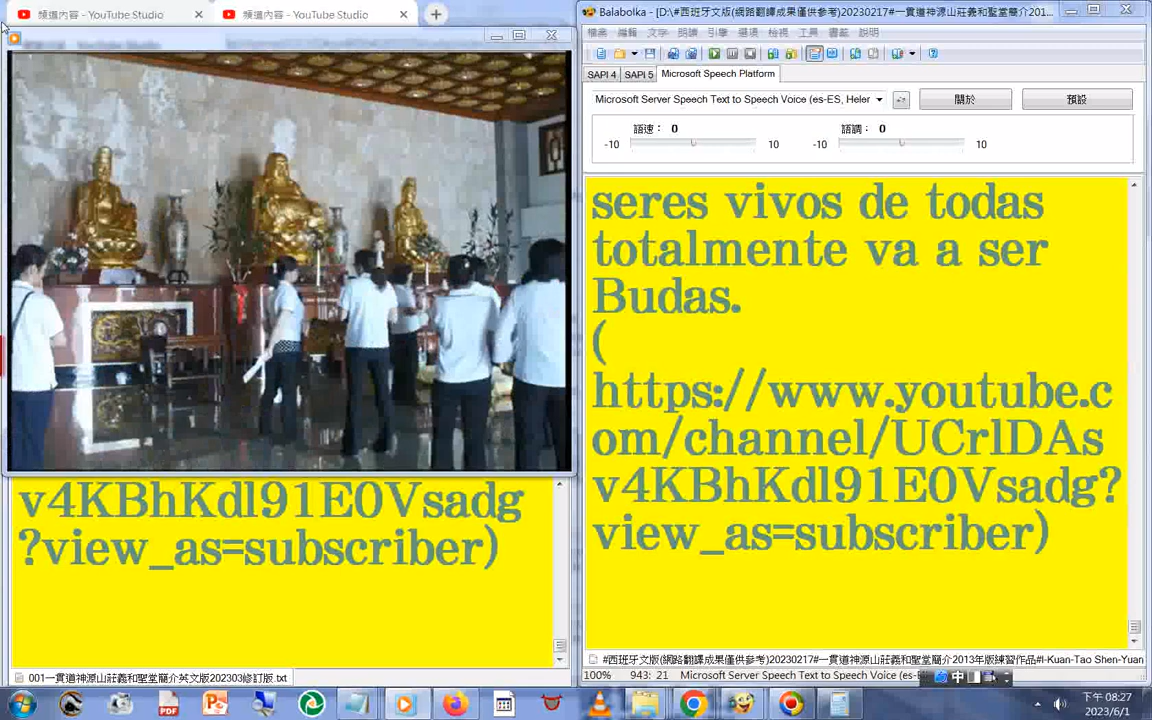 頻道內容 - YouTube Studio
頻道內容 - YouTube Studio
Balabolka - [D:\#西班牙文版(網路翻譯成果僅供參考)20230217#一貫道神源山莊義和聖堂簡介2013年...
檔案 編輯 文字 朗讀 引擎 選項 檢視 工具 書籤 說明
SAPI 4 SAPI 5 Microsoft Speech Platform
Microsoft Server Speech Text to Speech Voice (es-ES, Heler
關於
預設
語速： 0
語調： 0
-10 10 -10 10
seres vivos de todas
totalmente va a ser
Budas.
(
https://www.youtube.c
om/channel/UCrlDAs
v4KBhKdl91E0Vsadg?
view_as=subscriber)
v4KBhKdl91E0Vsadg
?view_as=subscriber)
001一貫道神源山莊義和聖堂簡介英文版202303修訂版.txt
#西班牙文版(網路翻譯成果僅供參考)20230217#一貫道神源山莊義和聖堂簡介2013年版練習作品#I-Kuan-Tao Shen-Yuan
100% 943: 21 Microsoft Server Speech Text to Speech Voice (es-E
中
PDF
下午 08:27
2023/6/1